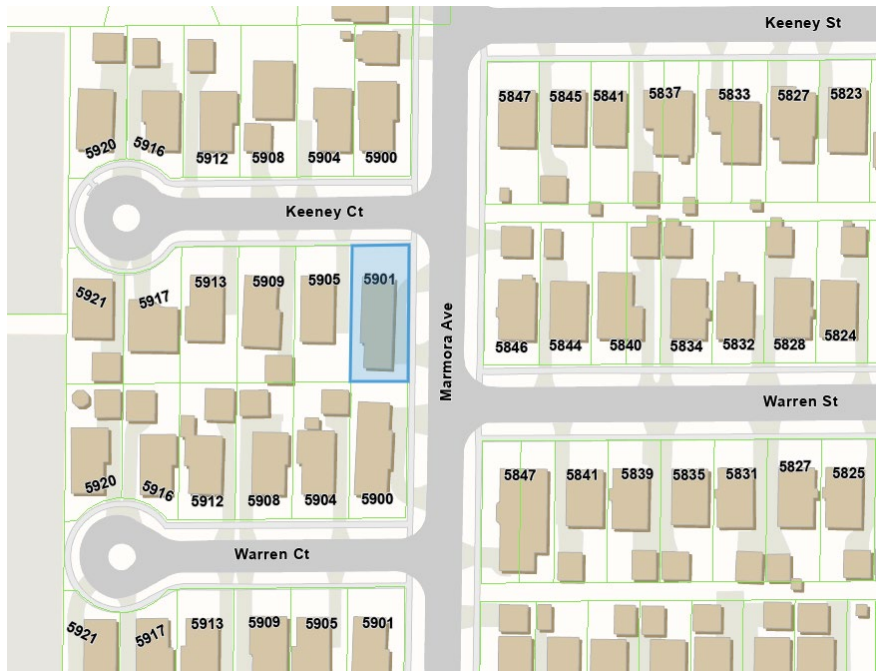 Keeney St
5847 5845 5841 5837 5833 5827 5823
5920 5916 5912 5908 5904 5900
Keeney Ct
5921 5917 5913 5909 5905 5901
Marmora Ave
5846 5844 5840 5834 5832 5828 5824
Warren St
5920 5916 5912 5908 5904 5900
5847 5841 5839 5835 5831 5827 5825
Warren Ct
5921 5917 5913 5909 5905 5901